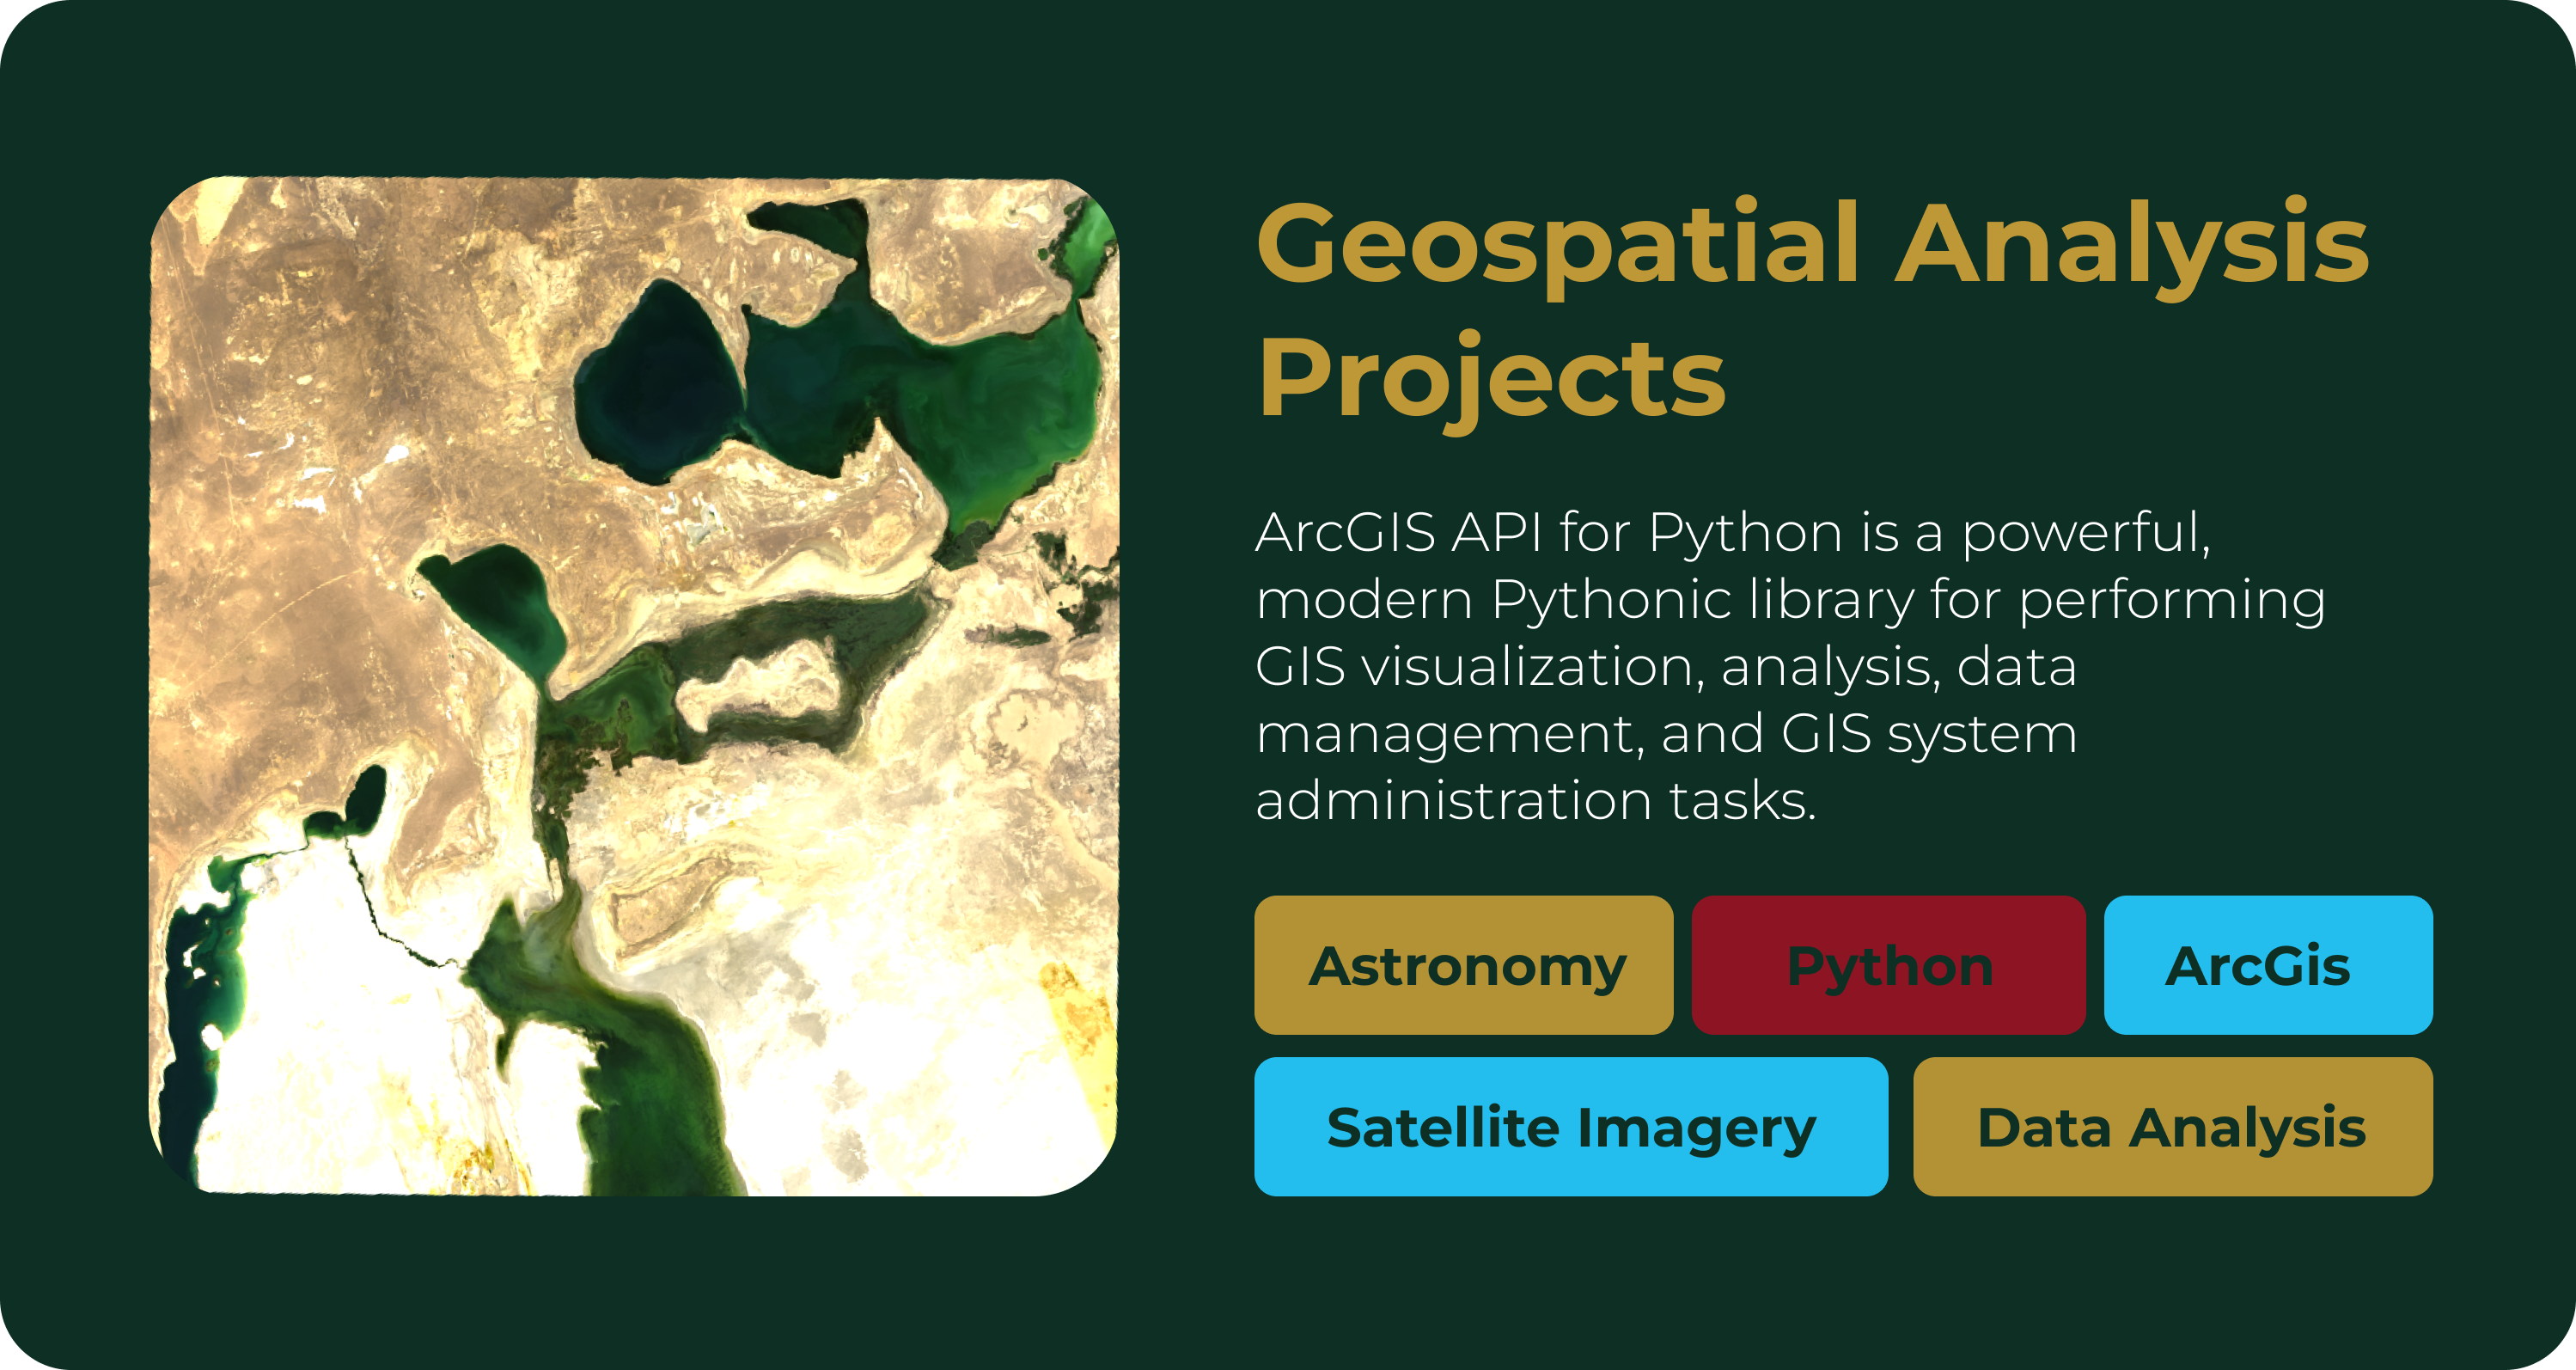 Geospatial Analysis
Projects
ArcGIS API for Python is a powerful,
modern Pythonic library for performing
GIS visualization, analysis, data
management, and GIS system
administration tasks.
Astronomy
Python
ArcGis
Satellite Imagery
Data Analysis